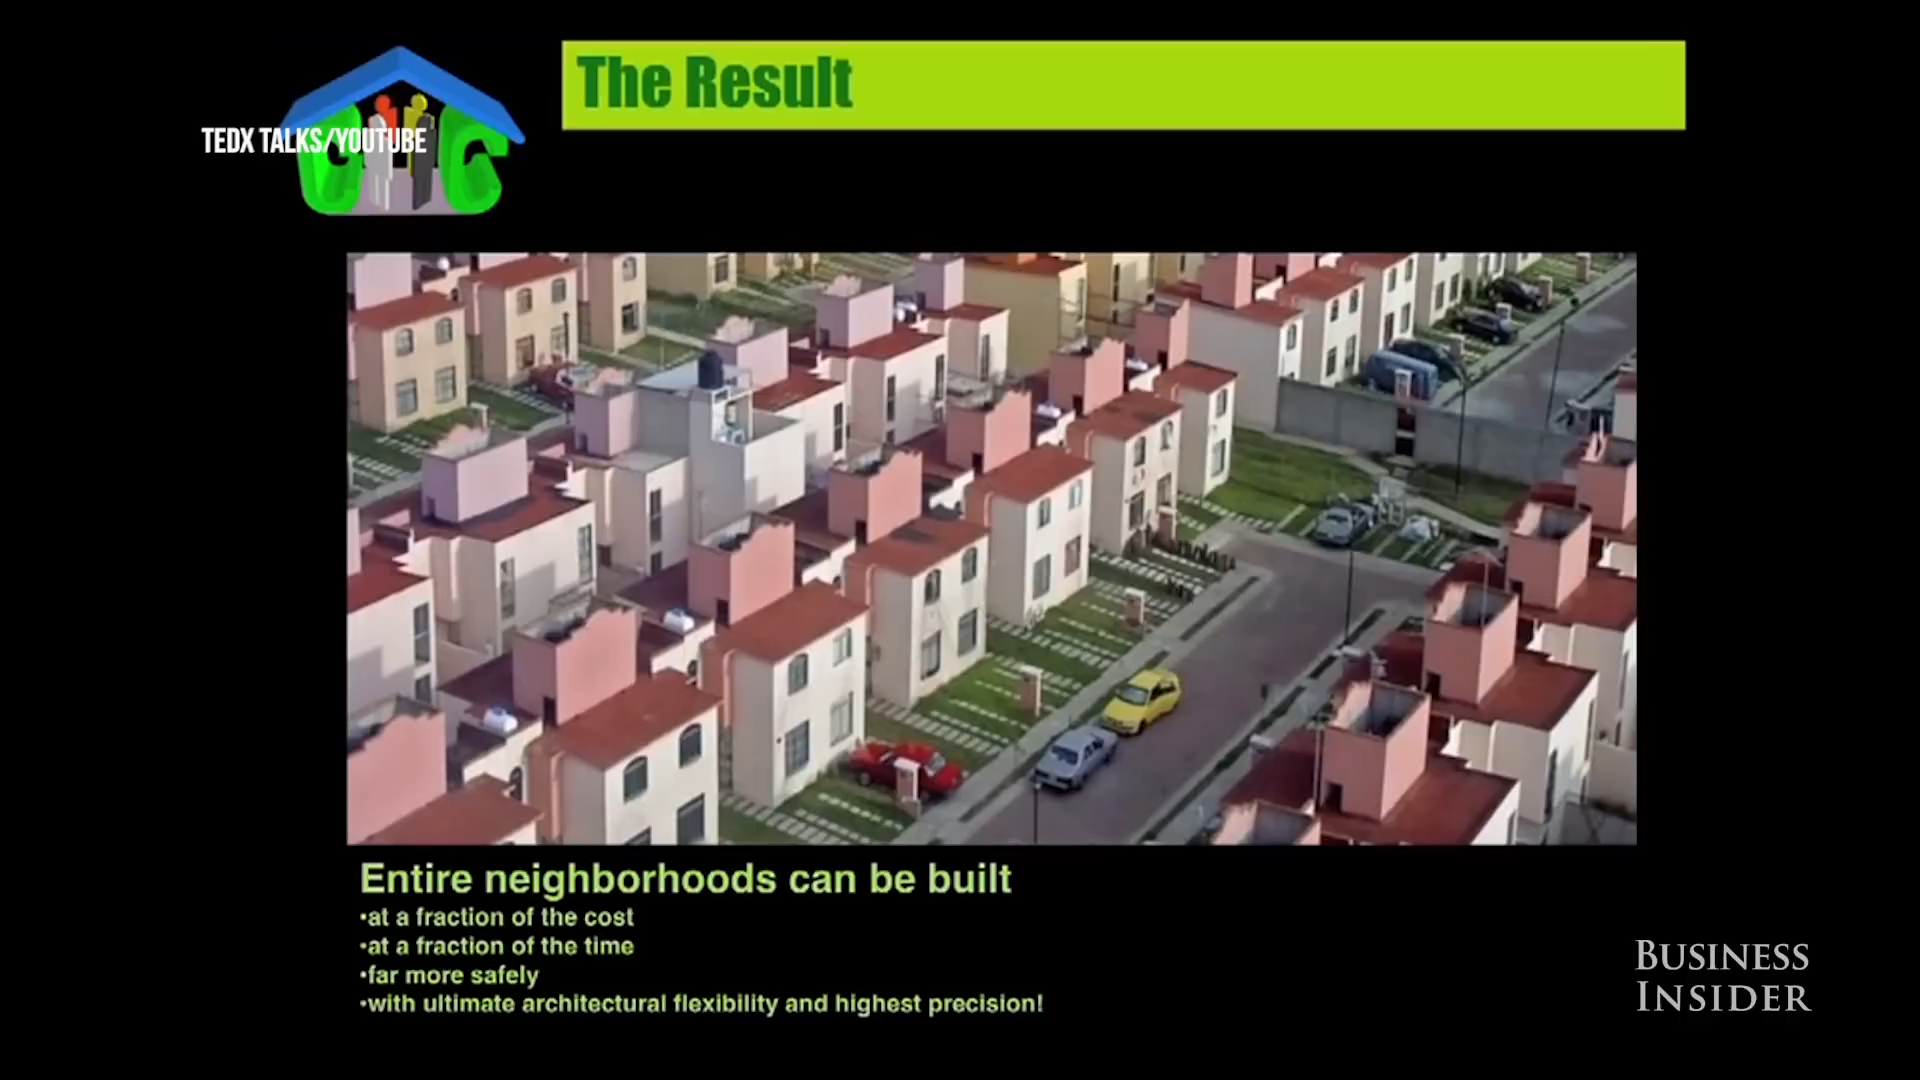 The Result
TEDX TALKS/YOUTUBE
Entire neighborhoods can be built
•at a fraction of the cost
•at a fraction of the time
•far more safely
•with ultimate architectural flexibility and highest precision!
BUSINESS
INSIDER